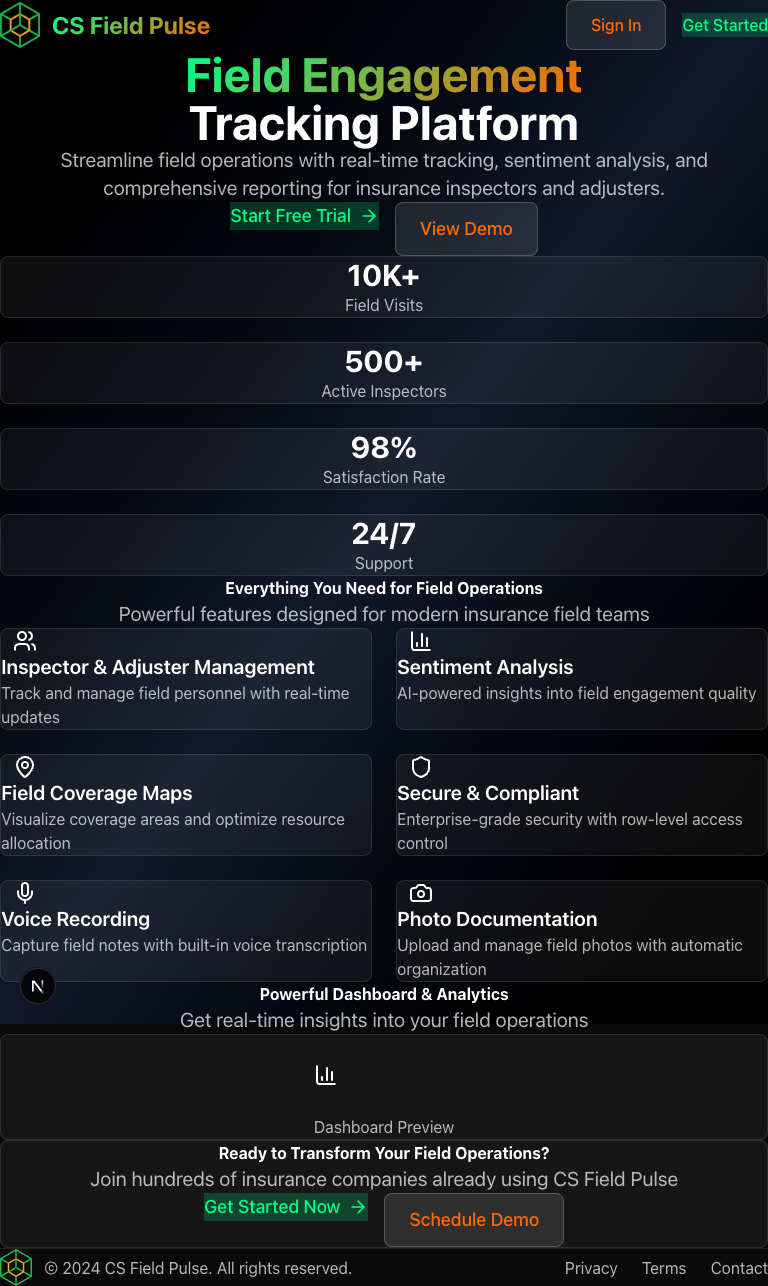 CS Field Pulse
Sign In
Get Started
Field Engagement
Tracking Platform
Streamline field operations with real-time tracking, sentiment analysis, and
comprehensive reporting for insurance inspectors and adjusters.
Start Free Trial →
View Demo
10K+
Field Visits
500+
Active Inspectors
98%
Satisfaction Rate
24/7
Support
Everything You Need for Field Operations
Powerful features designed for modern insurance field teams
Inspector & Adjuster Management
Track and manage field personnel with real-time
updates
Sentiment Analysis
AI-powered insights into field engagement quality
Field Coverage Maps
Visualize coverage areas and optimize resource
allocation
Secure & Compliant
Enterprise-grade security with row-level access
control
Voice Recording
Capture field notes with built-in voice transcription
Photo Documentation
Upload and manage field photos with automatic
organization
N
Powerful Dashboard & Analytics
Get real-time insights into your field operations
Dashboard Preview
Ready to Transform Your Field Operations?
Join hundreds of insurance companies already using CS Field Pulse
Get Started Now →
Schedule Demo
© 2024 CS Field Pulse. All rights reserved.
Privacy
Terms
Contact